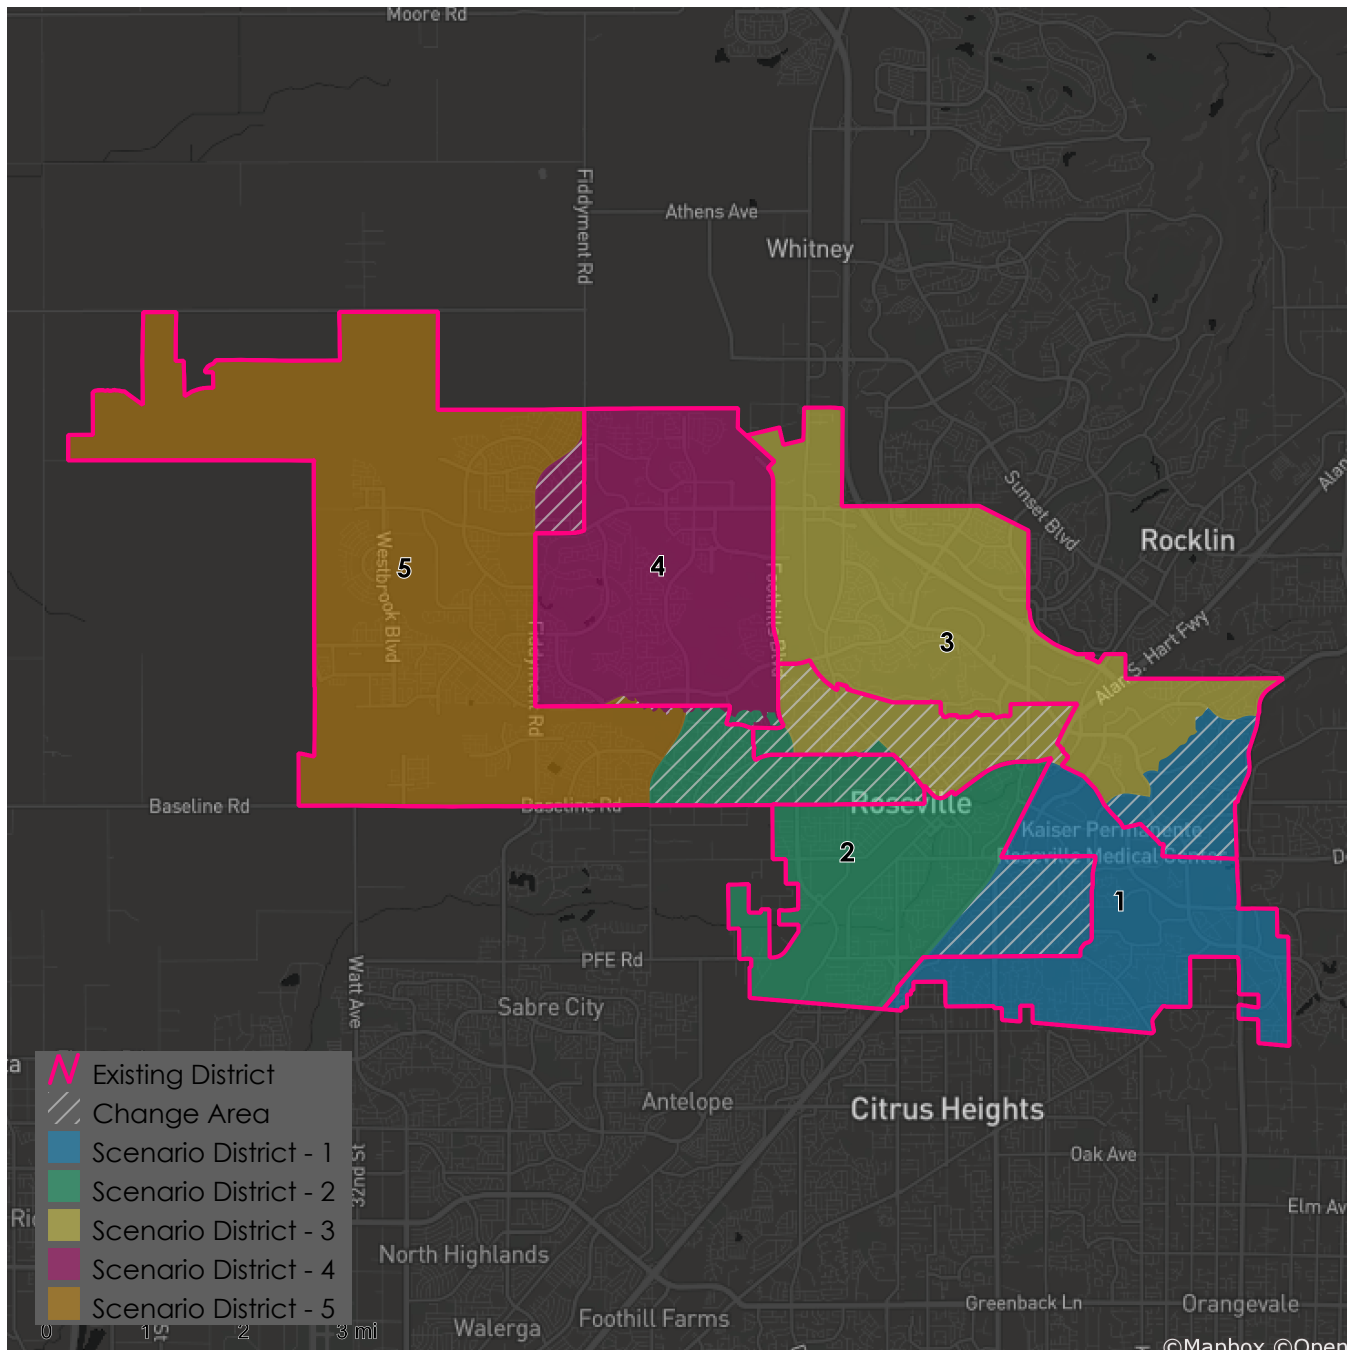 Moore Rd
Fiddyment Rd
Athens Ave
Whitney
Sunset Blvd
Rocklin
Westbrook Blvd
5
4
Foothills Blvd
3
Alan S. Hart Fwy
Fiddyment Rd
Baseline Rd
Baseline Rd
Roseville
Kaiser Permanente
Roseville Medical Center
2
1
PFE Rd
Watt Ave
Sabre City
Antelope
Citrus Heights
Oak Ave
32nd St
Elm Av
North Highlands
Greenback Ln
Orangevale
Foothill Farms
Walerga
Existing District
Change Area
Scenario District - 1
Scenario District - 2
Scenario District - 3
Scenario District - 4
Scenario District - 5
0 1 2 3 mi
St
©Mapbox ©Open